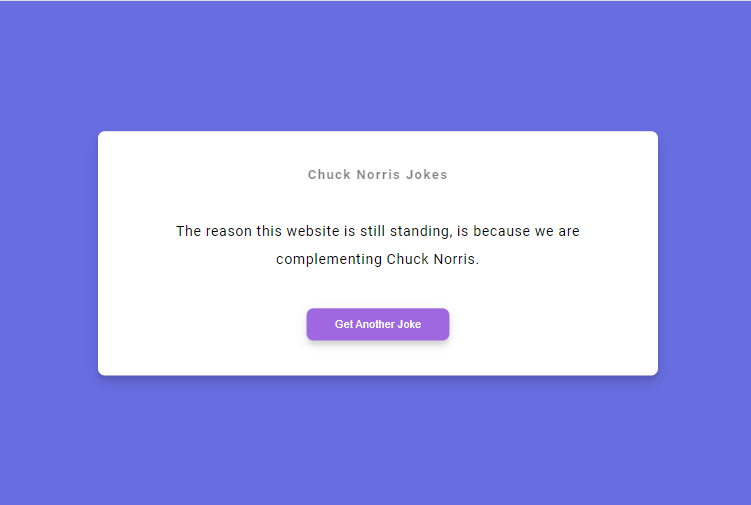 Chuck Norris Jokes
The reason this website is still standing, is because we are
complementing Chuck Norris.
Get Another Joke